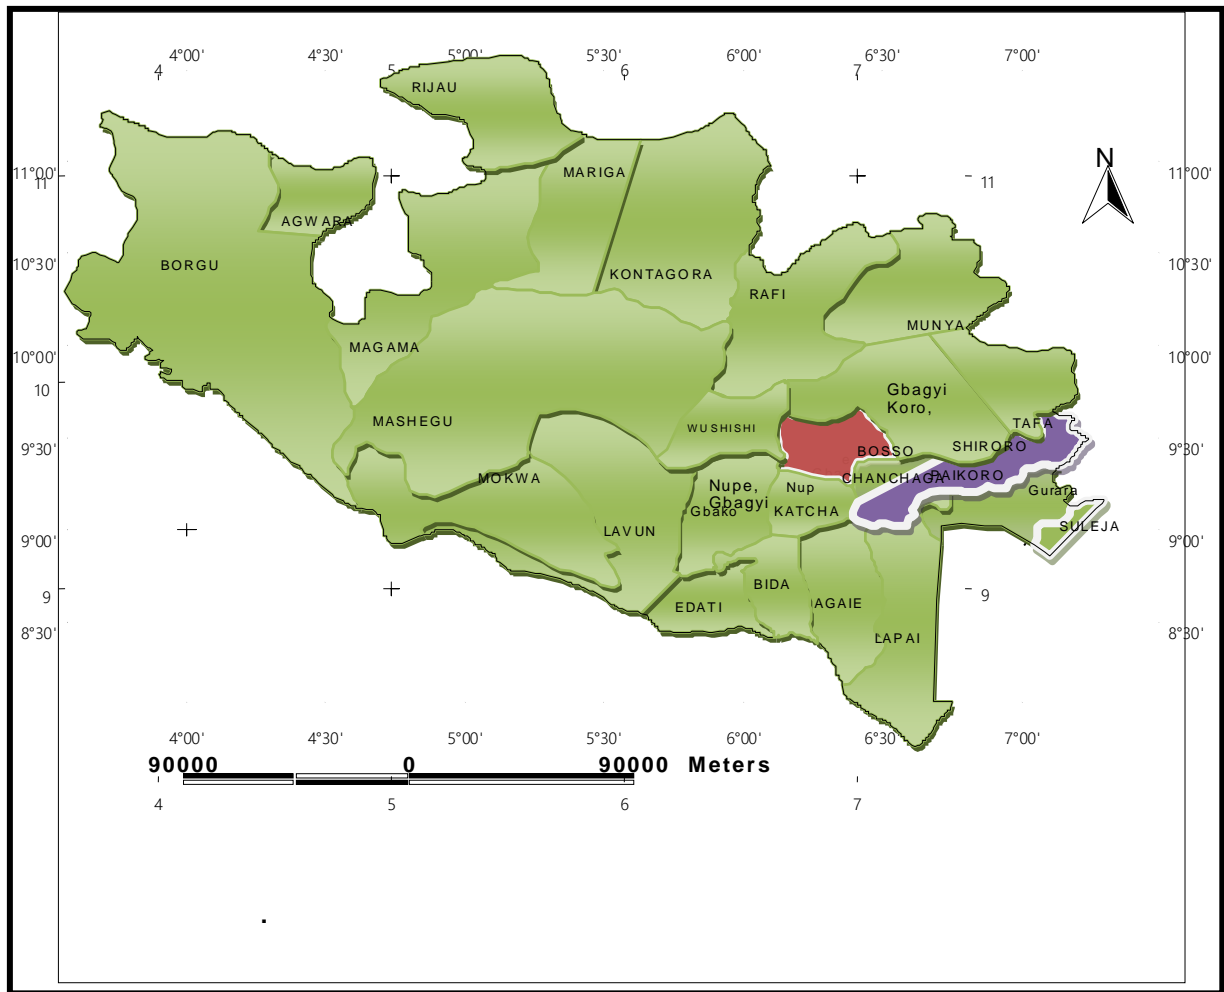 4°00' 4°30' 5°00' 5°30' 6°00' 6°30' 7°00'
4 5 6 7
RIJAU
N
MARIGA
11°00' 11°00'
11 11
AGWARA
BORGU
10°30' 10°30'
KONTAGORA
RAFI
MUNYA
MAGAMA
10°00' 10°00'
10
Gbagyi
Koro,
MASHEGU
WUSHISHI
TAFA
9°30' 9°30'
BOSSO
SHIRORO
MOKWA
CHANCHAGA
PAIKORO
Nupe,
Gbagyi
Nup
Gurara
Gbako
KATCHA
LAVUN
SULEJA
9°00' 9°00'
BIDA
9 9
EDATI
AGAIE
8°30' 8°30'
LAPAI
4°00' 4°30' 5°00' 5°30' 6°00' 6°30 7°00'
90000 0 90000 Meters
4 5 6 7
.